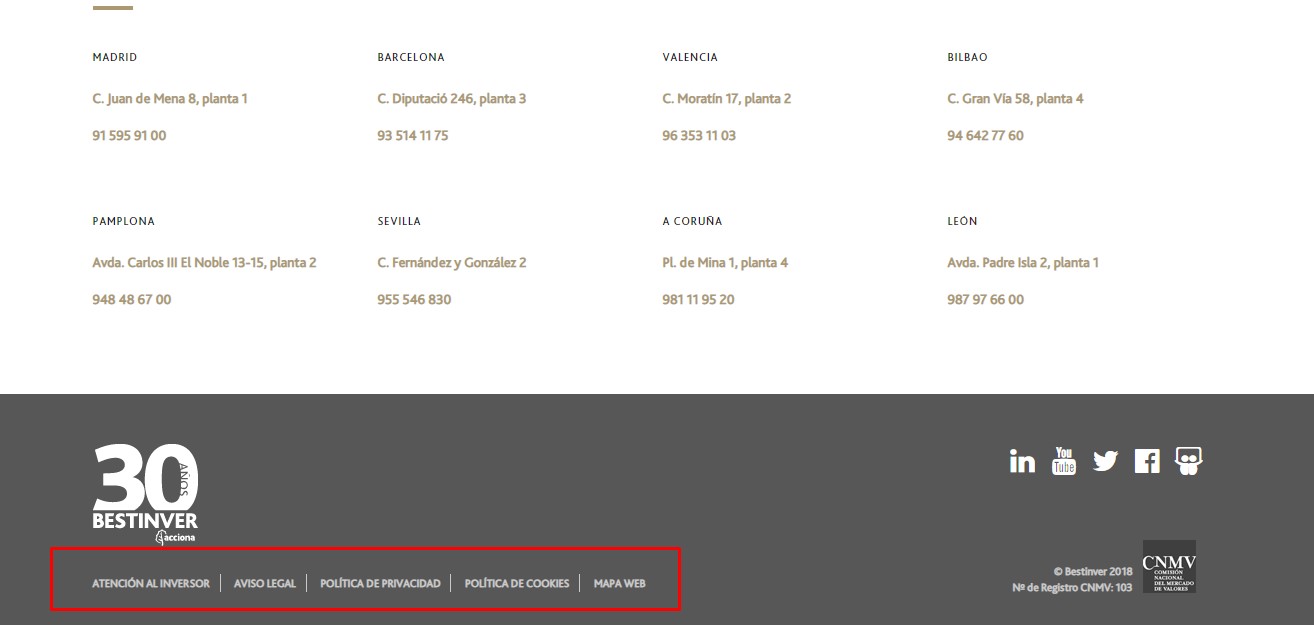 MADRID
BARCELONA
VALENCIA
BILBAO
C. Juan de Mena 8, planta 1
C. Diputació 246, planta 3
C. Moratín 17, planta 2
C. Gran Vía 58, planta 4
91 595 91 00
93 514 11 75
96 353 11 03
94 642 77 60
PAMPLONA
SEVILLA
A CORUÑA
LEÓN
Avda. Carlos III El Noble 13-15, planta 2
C. Fernández y González 2
Pl. de Mina 1, planta 4
Avda. Padre Isla 2, planta 1
948 48 67 00
955 546 830
981 11 95 20
987 97 66 00
30 AÑOS
BESTINVER
acciona
in
You
Tube
ATENCIÓN AL INVERSOR
AVISO LEGAL
POLÍTICA DE PRIVACIDAD
POLÍTICA DE COOKIES
MAPA WEB
© Bestinver 2018
Nº de Registro CNMV: 103
CNMV
COMISIÓN
NACIONAL
DEL MERCADO
DE VALORES